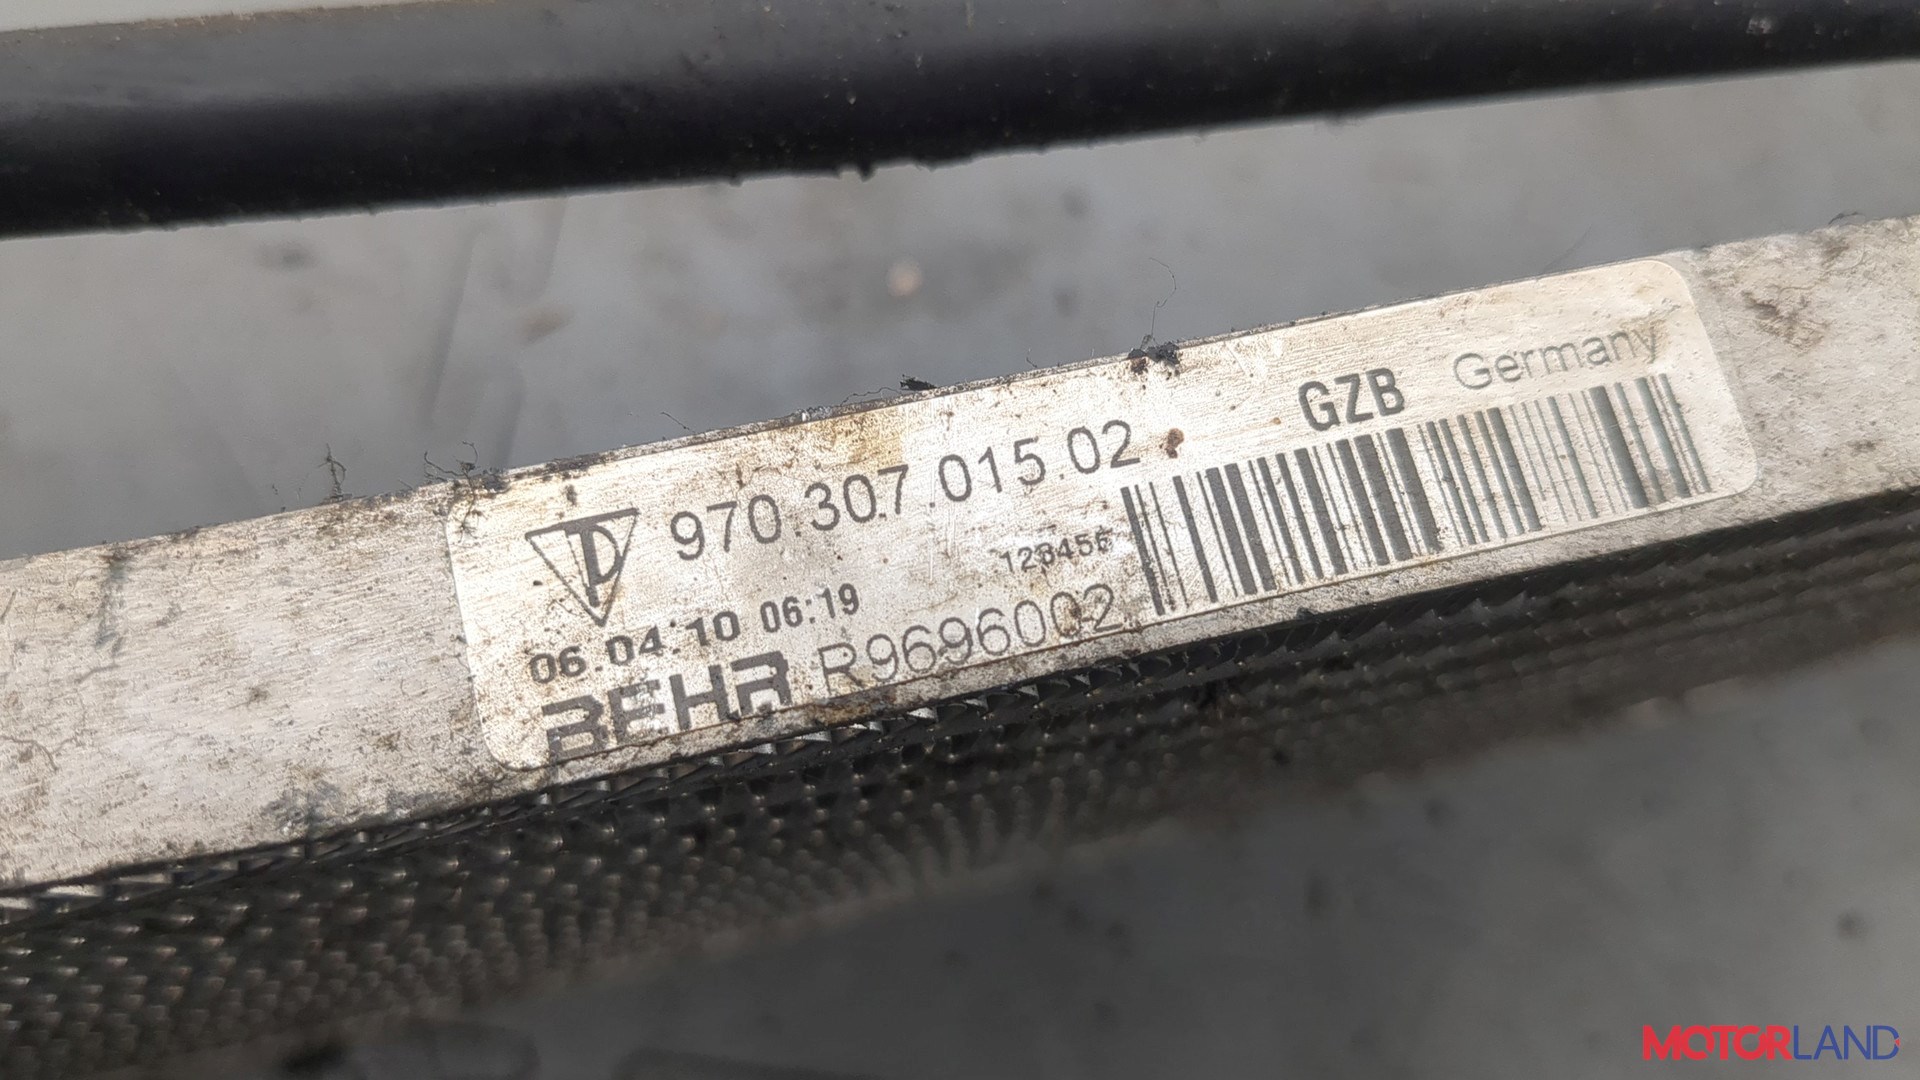 GZB Germany
970.307.015.02
123456
06.04.10 06:19
BEHR R9696002
MOTORLAND